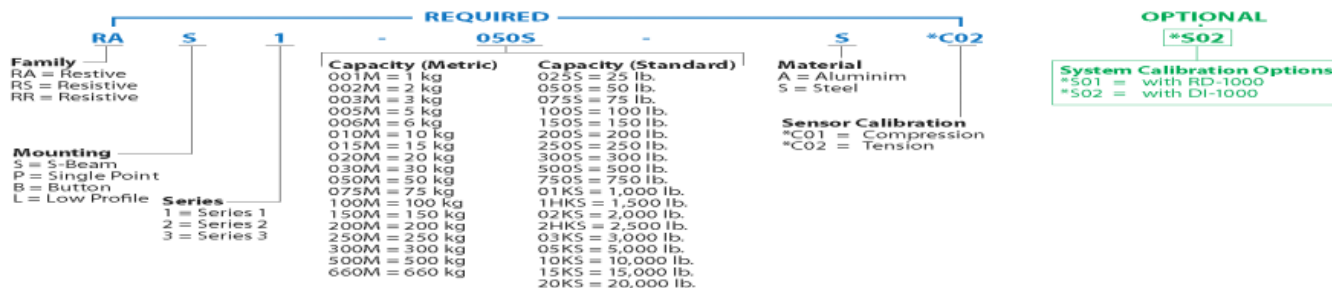 REQUIRED
OPTIONAL
RA S 1 - 050S - S *C02
*S02
Family
RA = Restive
RS = Resistive
RR = Resistive
Mounting
S = S-Beam
P = Single Point
B = Button
L = Low Profile
Series
1 = Series 1
2 = Series 2
3 = Series 3
Capacity (Metric)
001M = 1 kg
002M = 2 kg
003M = 3 kg
005M = 5 kg
006M = 6 kg
010M = 10 kg
015M = 15 kg
020M = 20 kg
030M = 30 kg
050M = 50 kg
075M = 75 kg
100M = 100 kg
150M = 150 kg
200M = 200 kg
250M = 250 kg
300M = 300 kg
500M = 500 kg
660M = 660 kg
Capacity (Standard)
025S = 25 lb.
050S = 50 lb.
075S = 75 lb.
100S = 100 lb.
150S = 150 lb.
200S = 200 lb.
250S = 250 lb.
300S = 300 lb.
500S = 500 lb.
750S = 750 lb.
01KS = 1,000 lb.
1HKS = 1,500 lb.
02KS = 2,000 lb.
2HKS = 2,500 lb.
03KS = 3,000 lb.
05KS = 5,000 lb.
10KS = 10,000 lb.
15KS = 15,000 lb.
20KS = 20,000 lb.
Material
A = Aluminim
S = Steel
Sensor Calibration
*C01 = Compression
*C02 = Tension
System Calibration Options
*S01 = with RD-1000
*S02 = with DI-1000